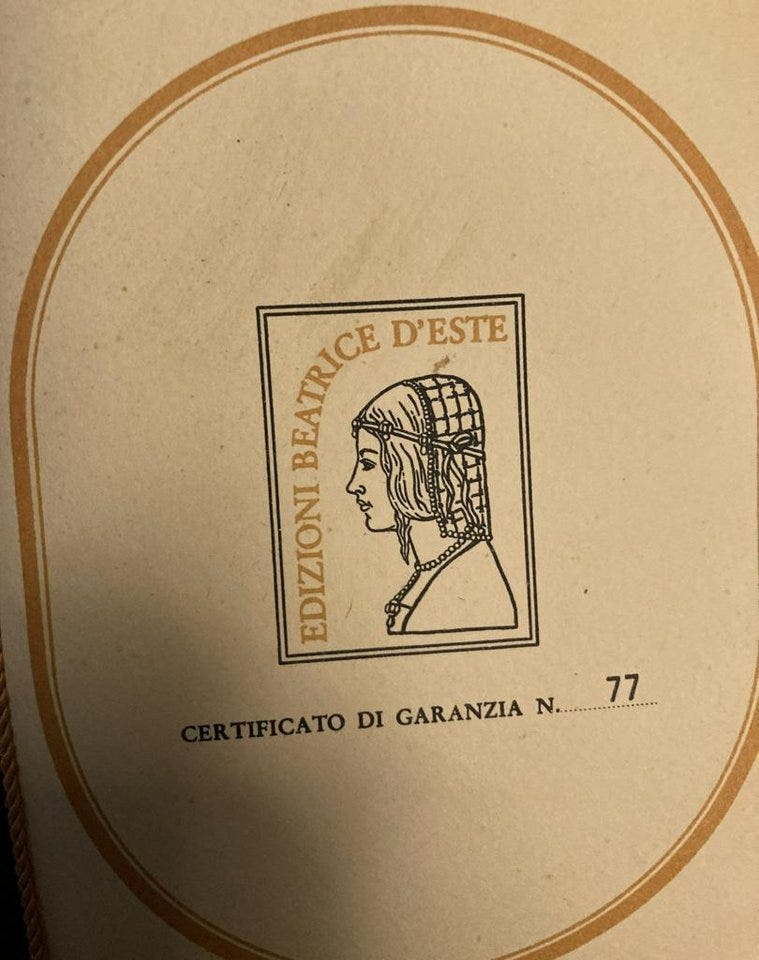 EDIZIONI BEATRICE D'ESTE
CERTIFICATO DI GARANZIA N. 77